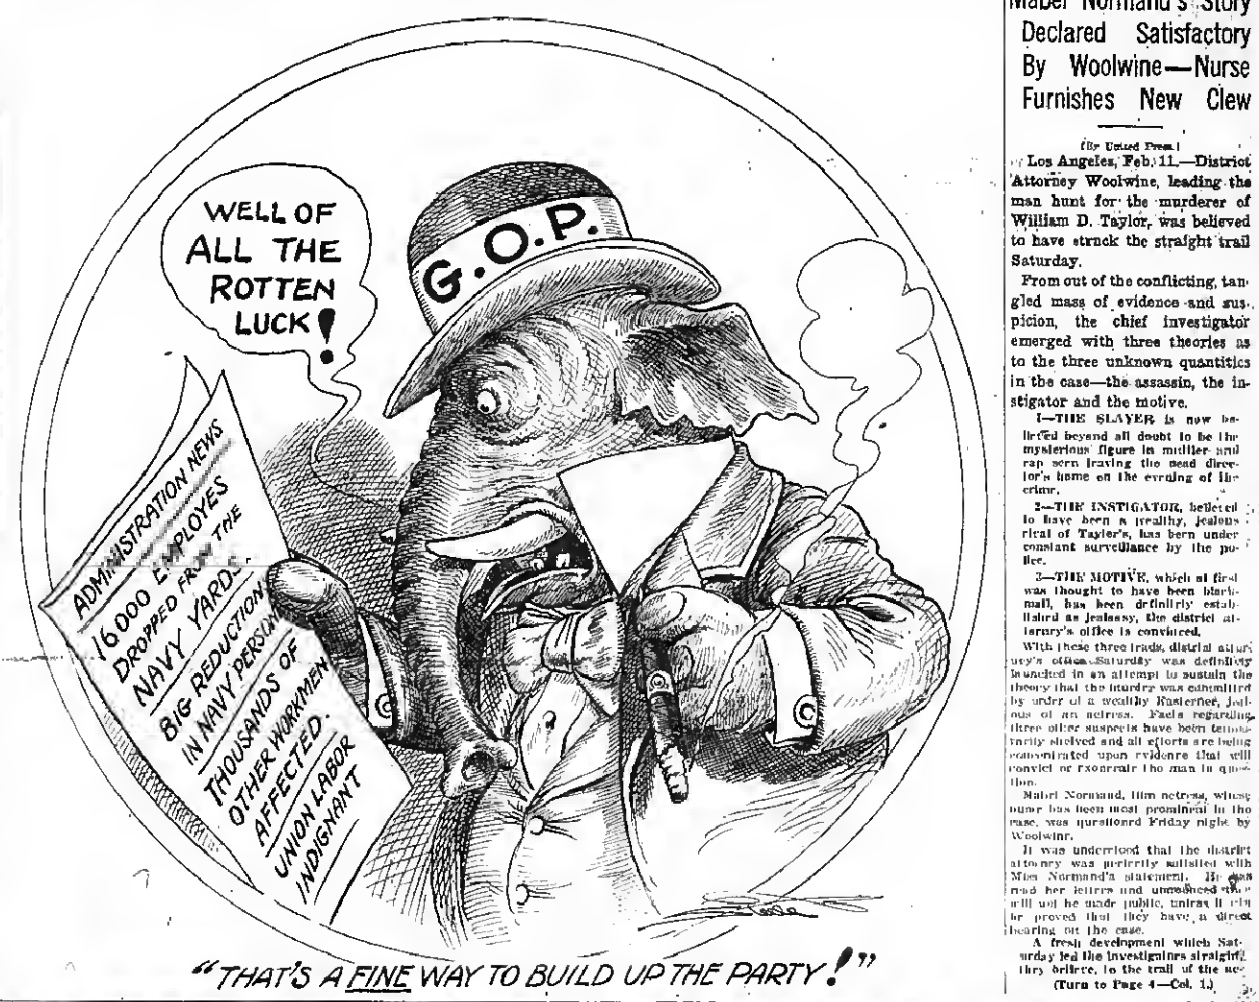 WELL OF
ALL THE
ROTTEN
LUCK!
G.O.P.
ADMINISTRATION NEWS
16000 EMPLOYES
DROPPED FROM THE
NAVY YARDS.
BIG REDUCTION
IN NAVY PERSON
THOUSANDS OF
OTHER WORKMEN
AFFECTED.
UNION LABOR
INDIGNANT
"THAT'S A FINE WAY TO BUILD UP THE PARTY!"
Mabel Normand's Story
Declared Satisfactory
By Woolwine—Nurse
Furnishes New Clew
(By United Press.)
Los Angeles, Feb. 11.—District
Attorney Woolwine, leading the
man hunt for the murderer of
William D. Taylor, was believed
to have struck the straight trail
Saturday.
From out of the conflicting, tan-
gled mass of evidence and sus-
picion, the chief investigator
emerged with three theories as
to the three unknown quantities
in the case—the assassin, the in-
stigator and the motive.
1—THE SLAYER is now be-
lieved beyond all doubt to be the
mysterious figure in muffler and
cap seen leaving the dead direc-
tor's home on the evening of the
crime.
2—THE INSTIGATOR, believed
to have been a wealthy, jealous
rival of Taylor's, has been under
constant surveillance by the po-
lice.
3—THE MOTIVE, which at first
was thought to have been black-
mail, has been definitely estab-
lished as jealousy, the district at-
torney's office is convinced.
With these three leads, district attor-
ney's office Saturday was definitely
launched in an attempt to sustain the
theory that the murder was committed
by order of a wealthy Easterner, jeal-
ous of an actress. Facts regarding
three other suspects have been tempo-
rarily shelved and all efforts are being
concentrated upon evidence that will
convict or exonerate the man in ques-
tion.
Mabel Normand, film actress, whose
name has been most prominent in the
case, was questioned Friday night by
Woolwine.
It was understood that the district
attorney was perfectly satisfied with
Miss Normand's statement. He has
read her letters and announced they
will not be made public, unless it can
be proved that they have a direct
bearing on the case.
A fresh development which Sat-
urday led the investigators straight,
they believe, to the trail of the
(Turn to Page 4—Col. 1.)